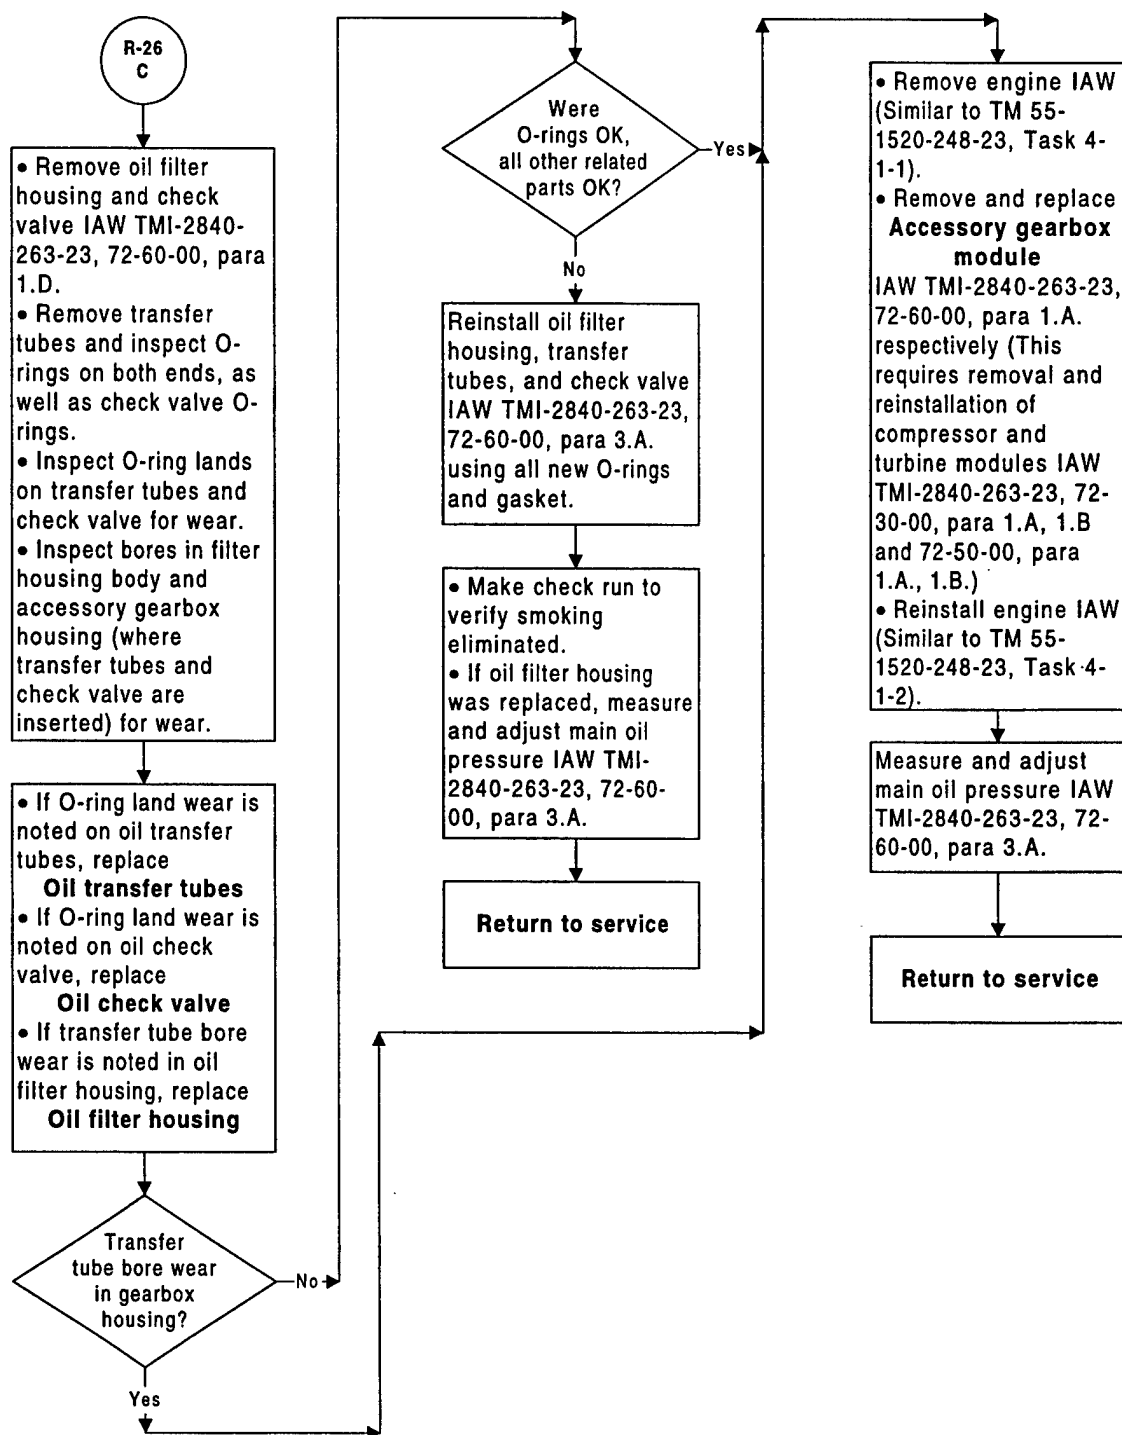 R-26
C
• Remove oil filter
housing and check
valve IAW TMI-2840-
263-23, 72-60-00, para
1.D.
• Remove transfer
tubes and inspect O-
rings on both ends, as
well as check valve O-
rings.
• Inspect O-ring lands
on transfer tubes and
check valve for wear.
• Inspect bores in filter
housing body and
accessory gearbox
housing (where
transfer tubes and
check valve are
inserted) for wear.
• If O-ring land wear is
noted on oil transfer
tubes, replace
Oil transfer tubes
• If O-ring land wear is
noted on oil check
valve, replace
Oil check valve
• If transfer tube bore
wear is noted in oil
filter housing, replace
Oil filter housing
Transfer
tube bore wear
in gearbox
housing?
No
Yes
Were
O-rings OK,
all other related
parts OK?
Yes
No
Reinstall oil filter
housing, transfer
tubes, and check valve
IAW TMI-2840-263-23,
72-60-00, para 3.A.
using all new O-rings
and gasket.
• Make check run to
verify smoking
eliminated.
• If oil filter housing
was replaced, measure
and adjust main oil
pressure IAW TMI-
2840-263-23, 72-60-
00, para 3.A.
Return to service
• Remove engine IAW
(Similar to TM 55-
1520-248-23, Task 4-
1-1).
• Remove and replace
Accessory gearbox
module
IAW TMI-2840-263-23,
72-60-00, para 1.A.
respectively (This
requires removal and
reinstallation of
compressor and
turbine modules IAW
TMI-2840-263-23, 72-
30-00, para 1.A, 1.B
and 72-50-00, para
1.A., 1.B.)
• Reinstall engine IAW
(Similar to TM 55-
1520-248-23, Task 4-
1-2).
Measure and adjust
main oil pressure IAW
TMI-2840-263-23, 72-
60-00, para 3.A.
Return to service